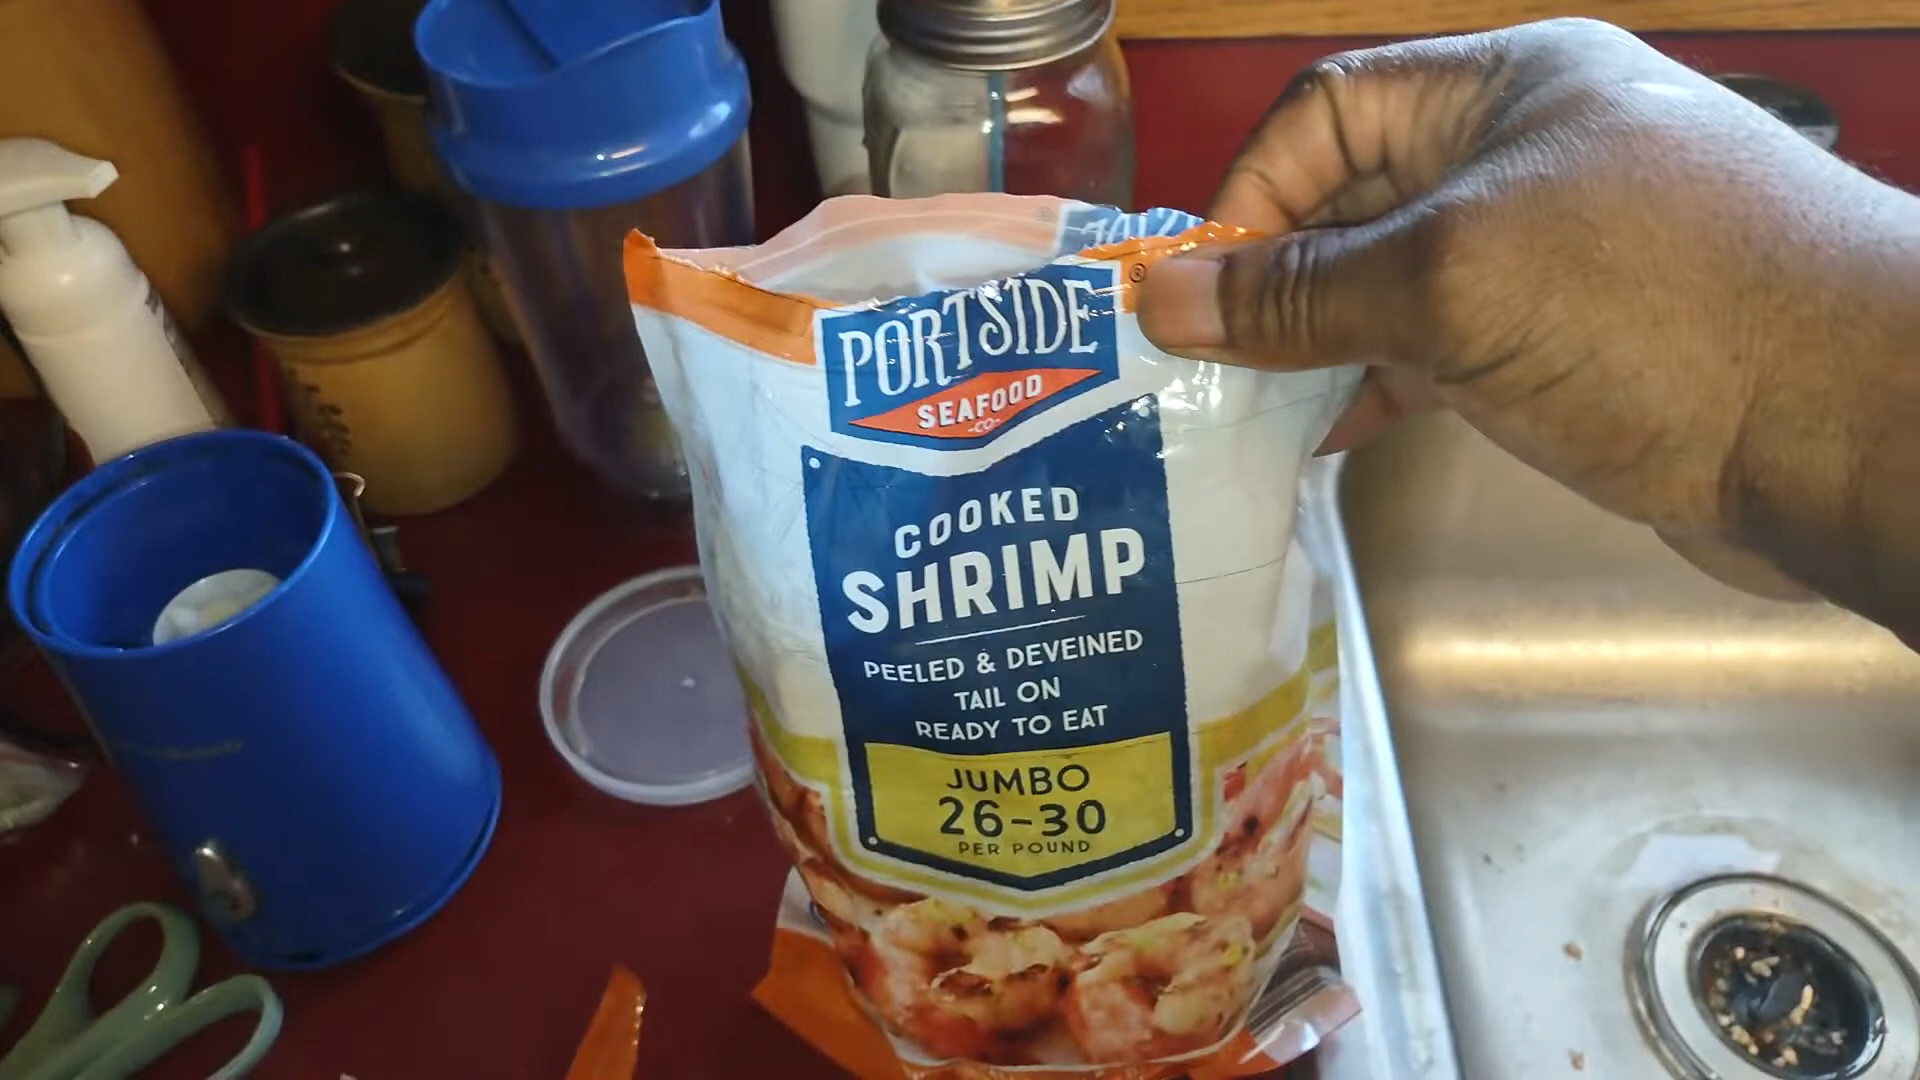 PORTSIDE
®
SEAFOOD
-CO-
COOKED
SHRIMP
PEELED & DEVEINED
TAIL ON
READY TO EAT
JUMBO
26-30
PER POUND